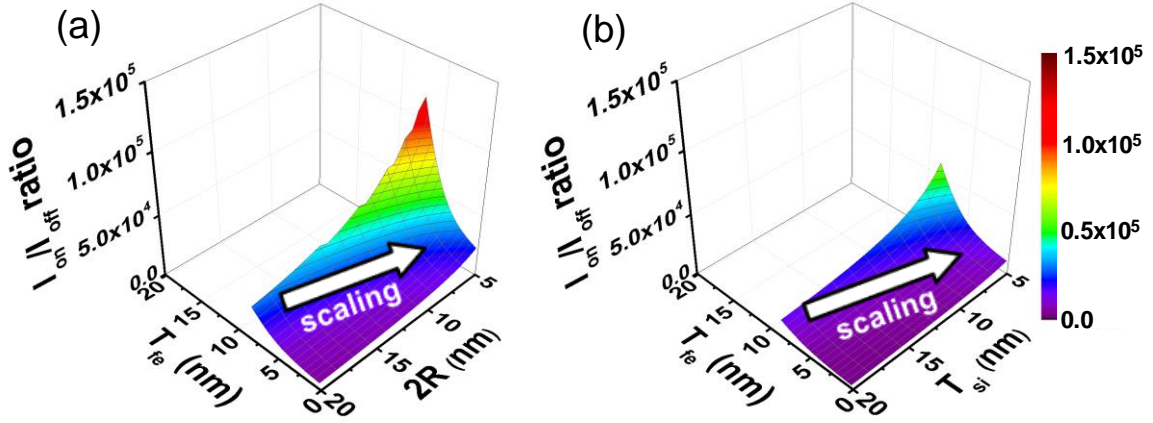 (a)
I_on/I_off ratio
1.5x10^5
1.0x10^5
5.0x10^4
0.0
20
15
10
5
0
T_fe (nm)
20
15
10
5
2R (nm)
scaling
(b)
I_on/I_off ratio
1.5x10^5
1.0x10^5
5.0x10^4
0.0
20
15
10
5
0
T_fe (nm)
20
15
10
5
T_si (nm)
scaling
1.5x10^5
1.0x10^5
0.5x10^5
0.0